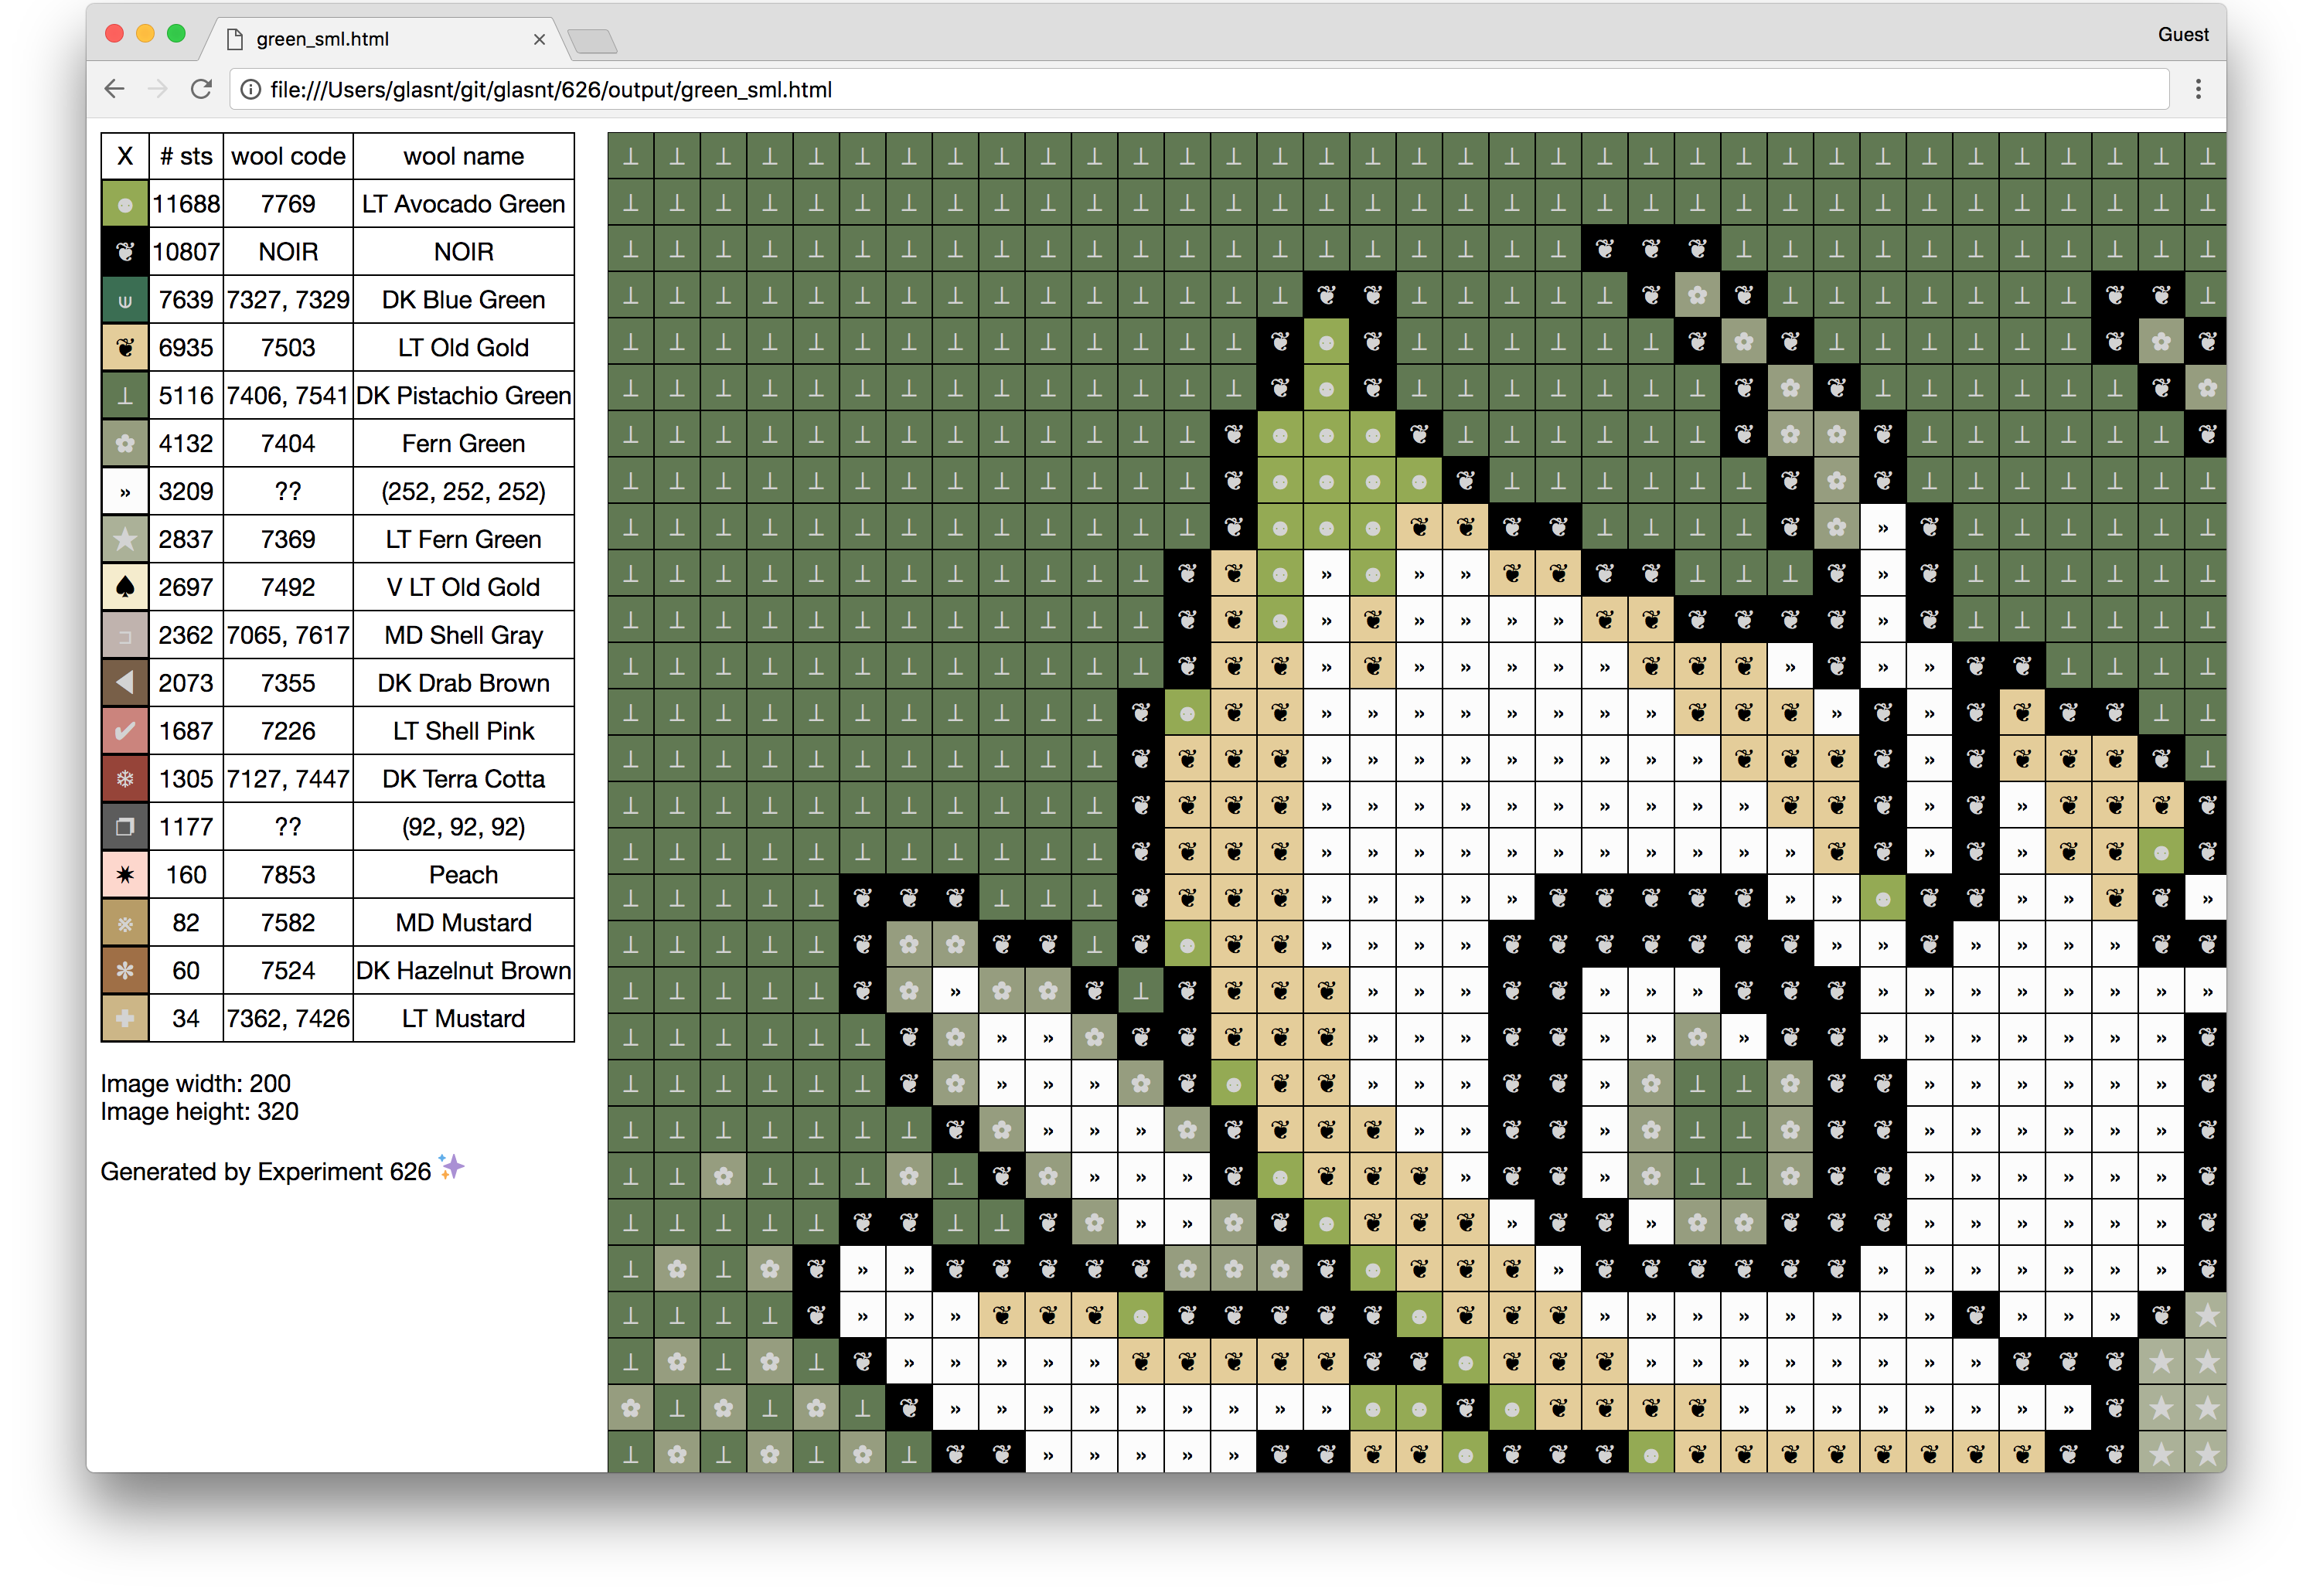 green_sml.html
Guest
file:///Users/glasnt/git/glasnt/626/output/green_sml.html
X # sts wool code wool name
11688 7769 LT Avocado Green
10807 NOIR NOIR
7639 7327, 7329 DK Blue Green
6935 7503 LT Old Gold
5116 7406, 7541 DK Pistachio Green
4132 7404 Fern Green
3209 ?? (252, 252, 252)
2837 7369 LT Fern Green
2697 7492 V LT Old Gold
2362 7065, 7617 MD Shell Gray
2073 7355 DK Drab Brown
1687 7226 LT Shell Pink
1305 7127, 7447 DK Terra Cotta
1177 ?? (92, 92, 92)
160 7853 Peach
82 7582 MD Mustard
60 7524 DK Hazelnut Brown
34 7362, 7426 LT Mustard
Image width: 200
Image height: 320
Generated by Experiment 626